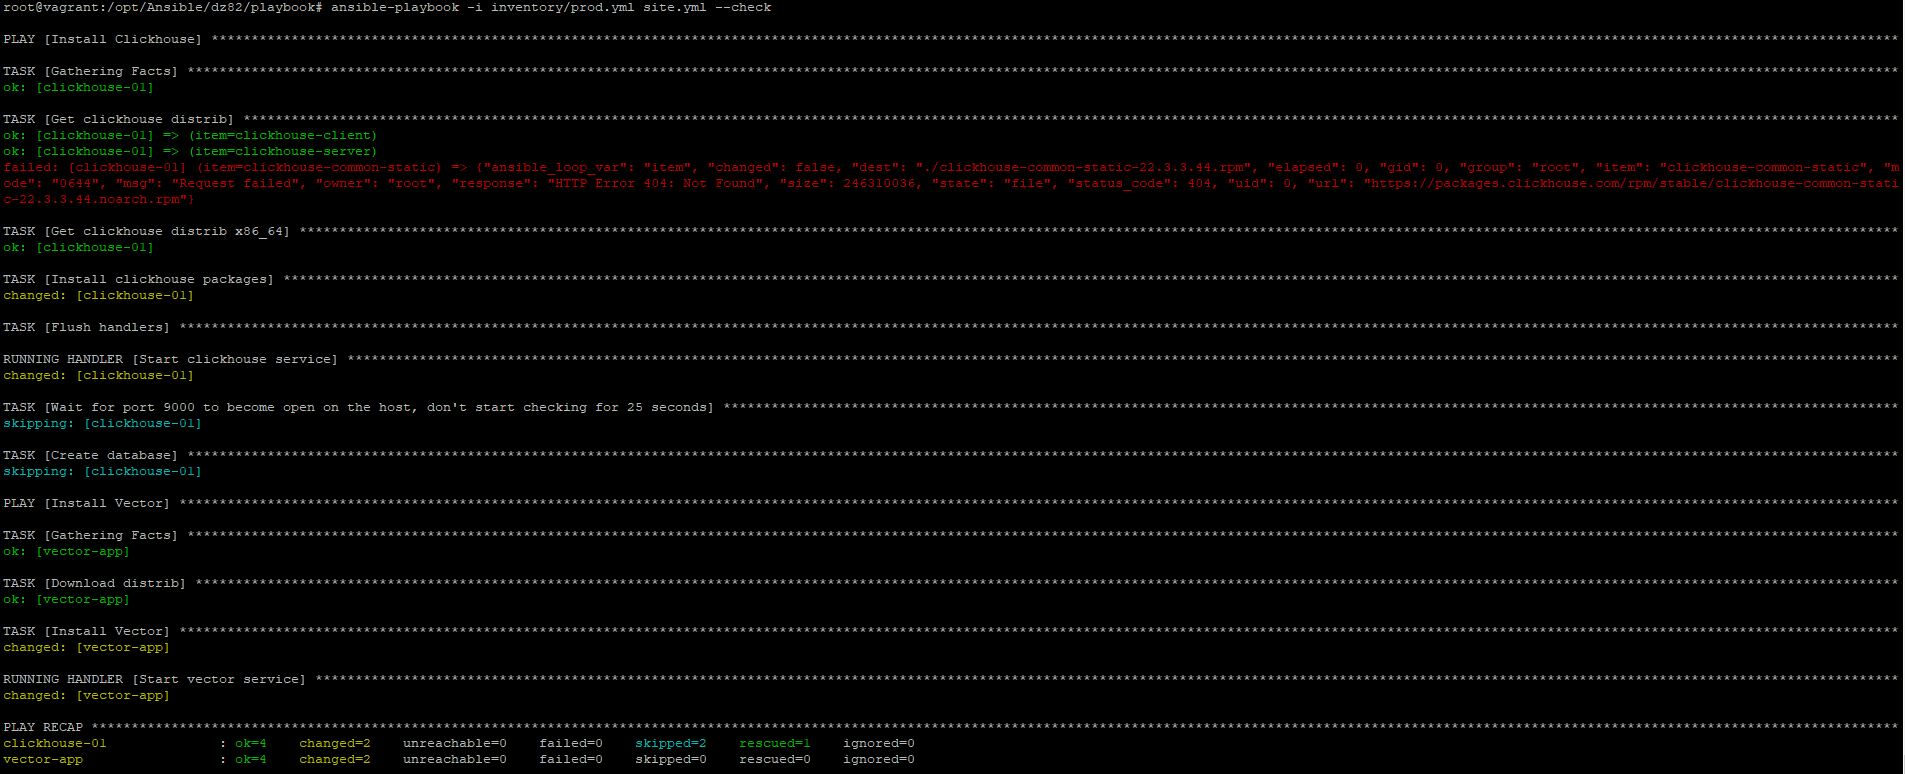 root@vagrant:/opt/Ansible/dz82/playbook# ansible-playbook -i inventory/prod.yml site.yml --check
PLAY [Install Clickhouse] ****************************************************************
TASK [Gathering Facts] ****************************************************************
ok: [clickhouse-01]
TASK [Get clickhouse distrib] ****************************************************************
ok: [clickhouse-01] => (item=clickhouse-client)
ok: [clickhouse-01] => (item=clickhouse-server)
failed: [clickhouse-01] (item=clickhouse-common-static) => {"ansible_loop_var": "item", "changed": false, "dest": "./clickhouse-common-static-22.3.3.44.rpm", "elapsed": 0, "gid": 0, "group": "root", "item": "clickhouse-common-static", "m
ode": "0644", "msg": "Request failed", "owner": "root", "response": "HTTP Error 404: Not Found", "size": 246310036, "state": "file", "status_code": 404, "uid": 0, "url": "https://packages.clickhouse.com/rpm/stable/clickhouse-common-stati
c-22.3.3.44.noarch.rpm"}
TASK [Get clickhouse distrib x86_64] ****************************************************************
ok: [clickhouse-01]
TASK [Install clickhouse packages] ****************************************************************
changed: [clickhouse-01]
TASK [Flush handlers] ****************************************************************
RUNNING HANDLER [Start clickhouse service] ****************************************************************
changed: [clickhouse-01]
TASK [Wait for port 9000 to become open on the host, don't start checking for 25 seconds] ****************************************************************
skipping: [clickhouse-01]
TASK [Create database] ****************************************************************
skipping: [clickhouse-01]
PLAY [Install Vector] ****************************************************************
TASK [Gathering Facts] ****************************************************************
ok: [vector-app]
TASK [Download distrib] ****************************************************************
ok: [vector-app]
TASK [Install Vector] ****************************************************************
changed: [vector-app]
RUNNING HANDLER [Start vector service] ****************************************************************
changed: [vector-app]
PLAY RECAP ****************************************************************
clickhouse-01 : ok=4 changed=2 unreachable=0 failed=0 skipped=2 rescued=1 ignored=0
vector-app : ok=4 changed=2 unreachable=0 failed=0 skipped=0 rescued=0 ignored=0